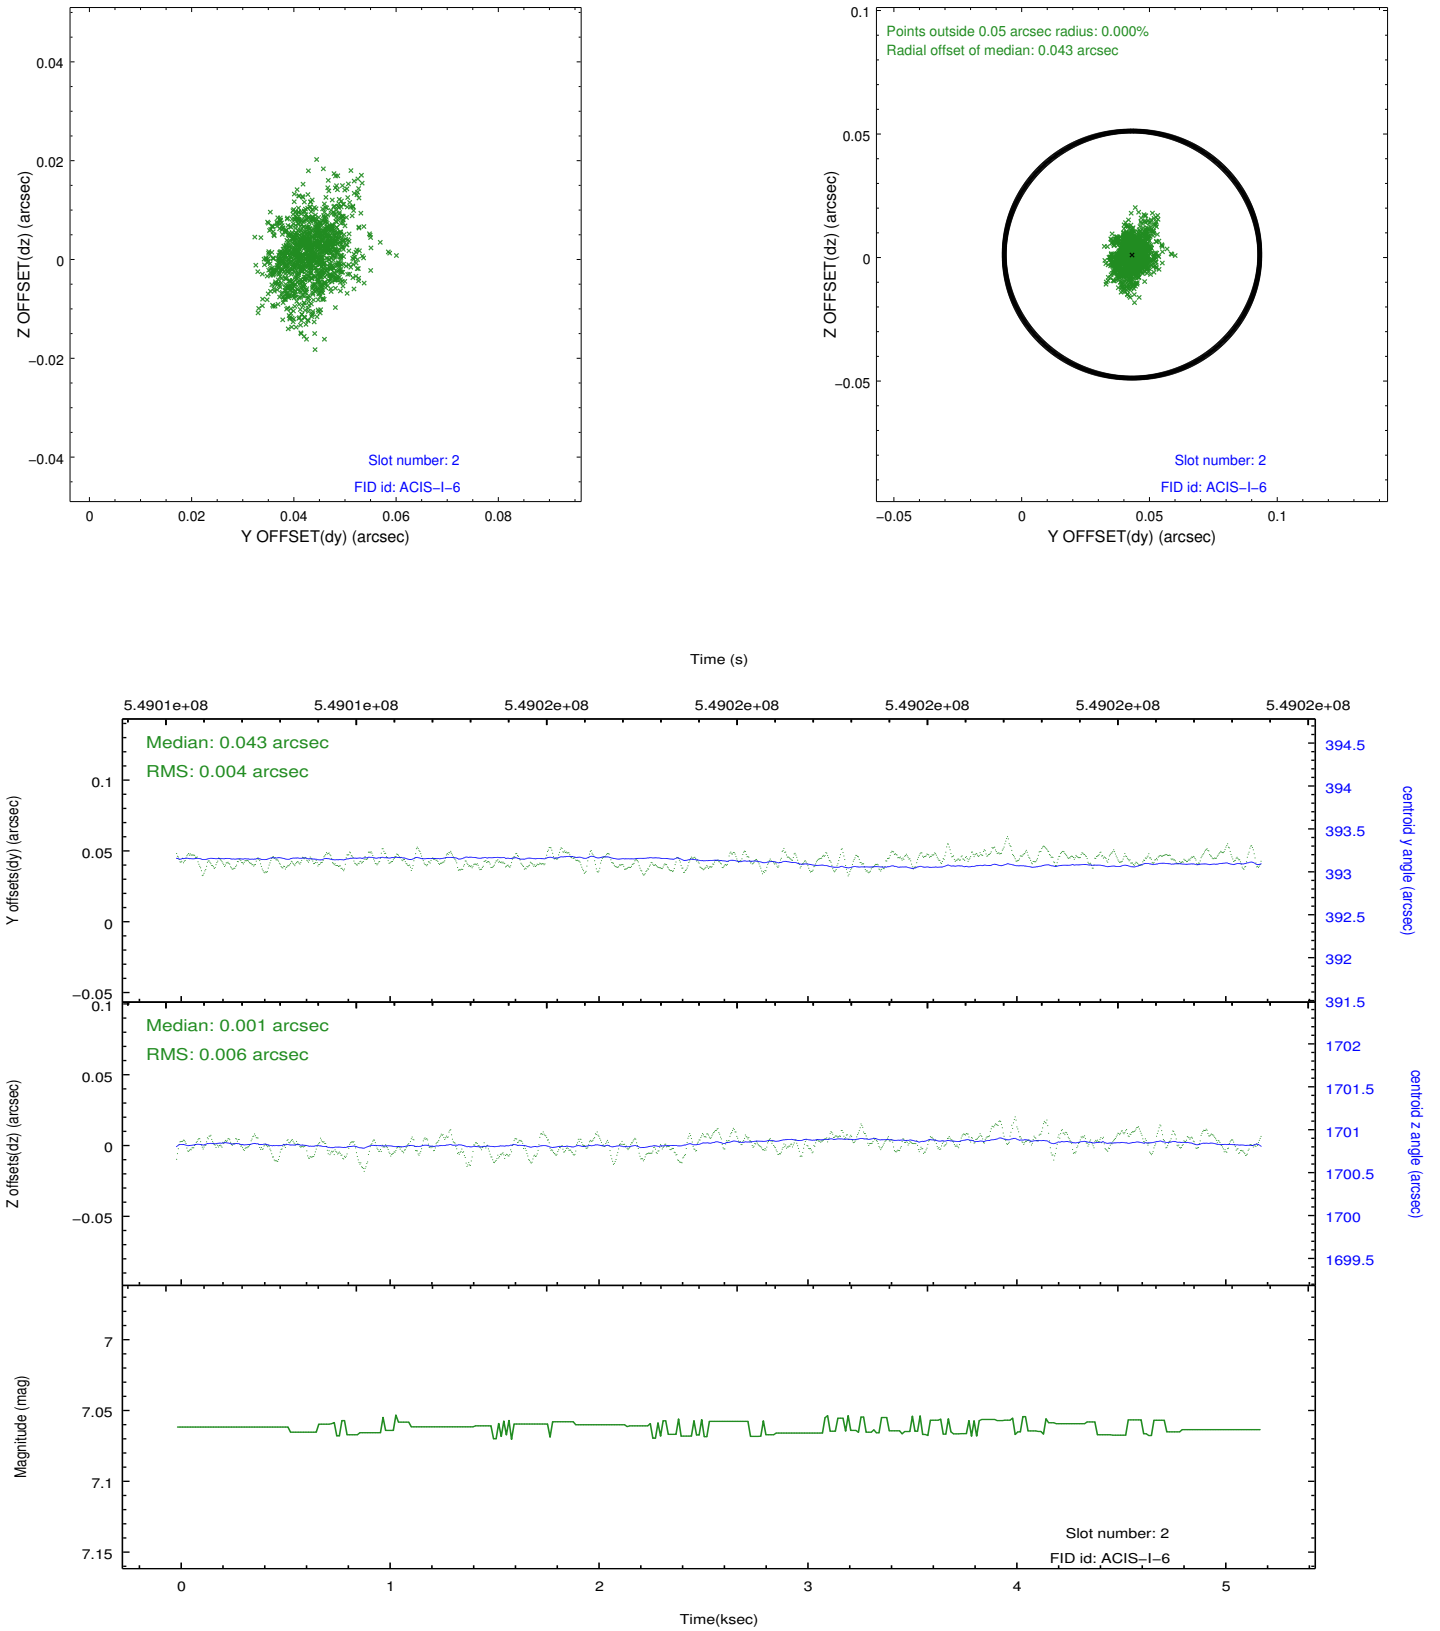 0.04
0.02
0
−0.02
−0.04
Z OFFSET(dz) (arcsec)
Slot number: 2
FID id: ACIS−I−6
0
0.02
0.04
0.06
0.08
Y OFFSET(dy) (arcsec)
Points outside 0.05 arcsec radius: 0.000%
Radial offset of median: 0.043 arcsec
0.1
0.05
0
−0.05
Z OFFSET(dz) (arcsec)
Slot number: 2
FID id: ACIS−I−6
−0.05
0
0.05
0.1
Y OFFSET(dy) (arcsec)
Time (s)
5.4901e+08
5.4901e+08
5.4902e+08
5.4902e+08
5.4902e+08
5.4902e+08
5.4902e+08
Median: 0.043 arcsec
RMS: 0.004 arcsec
0.1
0.05
0
−0.05
Y offsets(dy) (arcsec)
394.5
394
393.5
393
392.5
392
391.5
centroid y angle (arcsec)
Median: 0.001 arcsec
RMS: 0.006 arcsec
0.1
0.05
0
−0.05
Z offsets(dz) (arcsec)
1702
1701.5
1701
1700.5
1700
1699.5
centroid z angle (arcsec)
7
7.05
7.1
7.15
Magnitude (mag)
Slot number: 2
FID id: ACIS−I−6
0
1
2
3
4
5
Time(ksec)